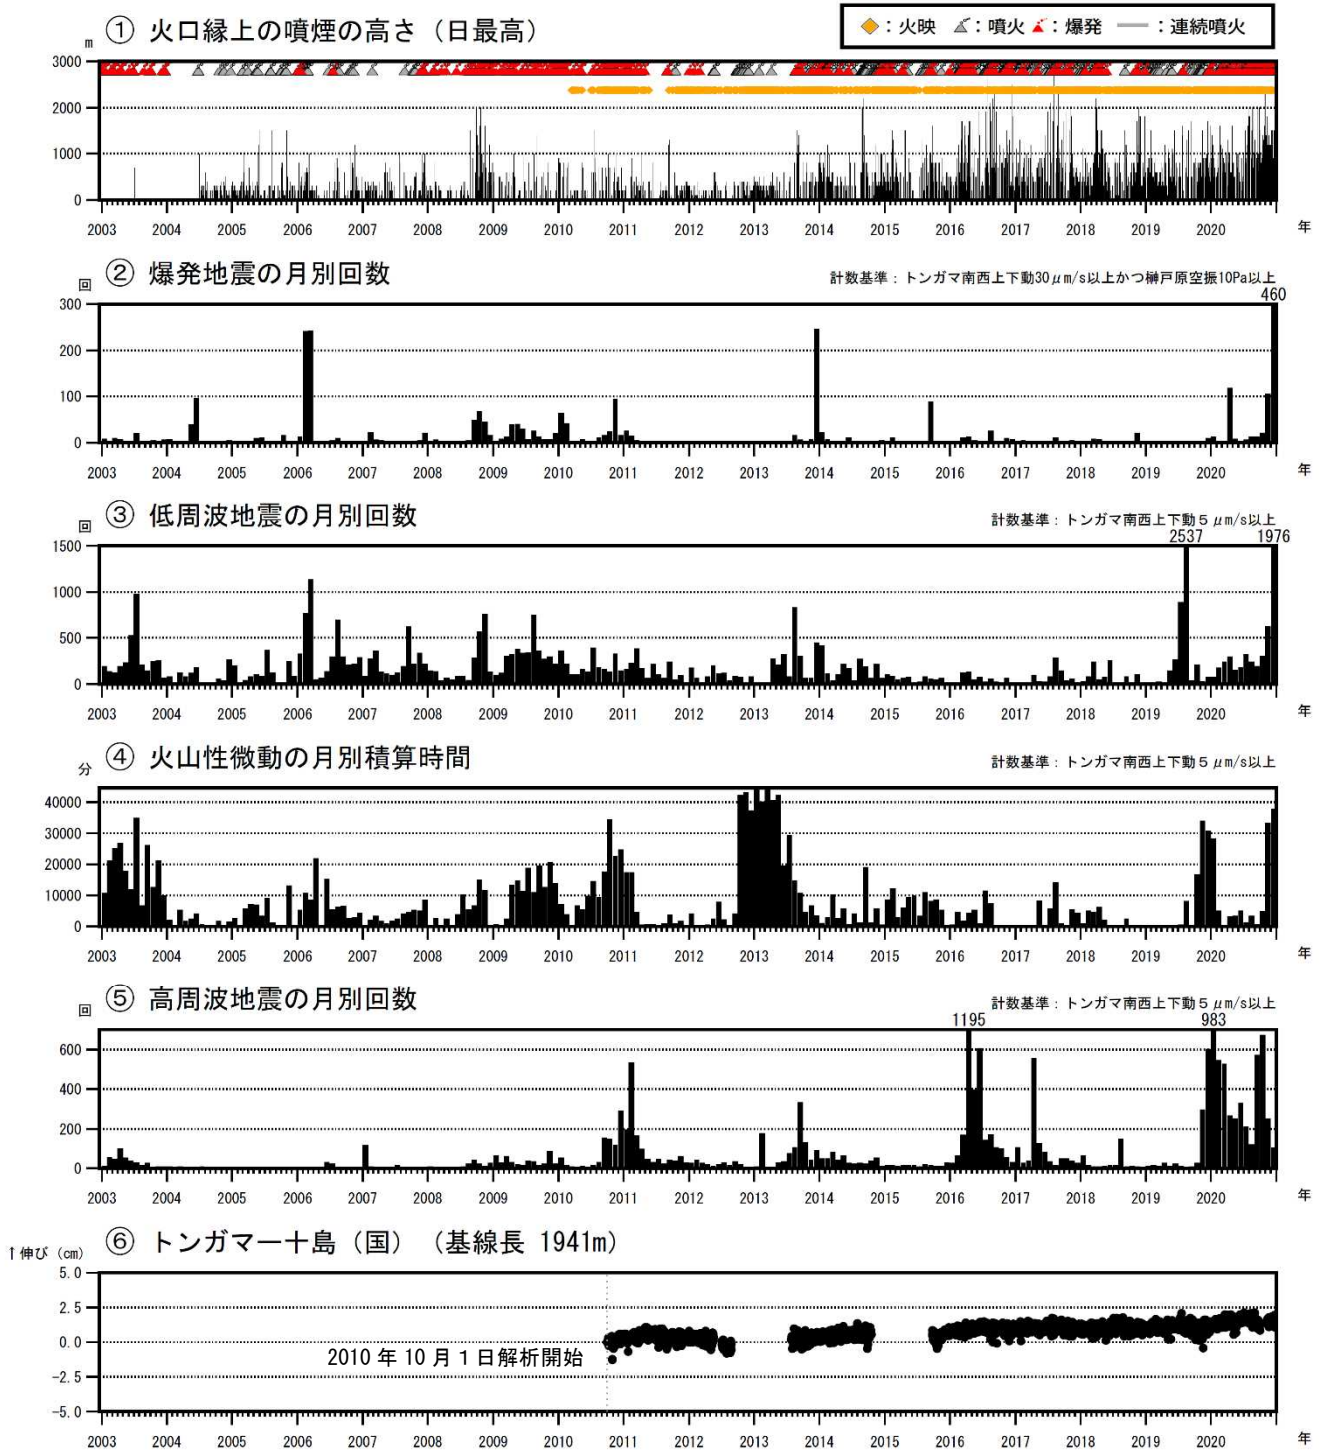 ① 火口縁上の噴煙の高さ（日最高）
◆：火映 ：噴火 ：爆発 ：連続噴火
m
3000
2000
1000
0
2003 2004 2005 2006 2007 2008 2009 2010 2011 2012 2013 2014 2015 2016 2017 2018 2019 2020 年
② 爆発地震の月別回数
計数基準：トンガマ南西上下動30μm/s以上かつ榊戸原空振10Pa以上
回
460
300
200
100
0
2003 2004 2005 2006 2007 2008 2009 2010 2011 2012 2013 2014 2015 2016 2017 2018 2019 2020 年
③ 低周波地震の月別回数
計数基準：トンガマ南西上下動５μm/s以上
回
2537 1976
1500
1000
500
0
2003 2004 2005 2006 2007 2008 2009 2010 2011 2012 2013 2014 2015 2016 2017 2018 2019 2020 年
④ 火山性微動の月別積算時間
計数基準：トンガマ南西上下動５μm/s以上
分
40000
30000
20000
10000
0
2003 2004 2005 2006 2007 2008 2009 2010 2011 2012 2013 2014 2015 2016 2017 2018 2019 2020 年
⑤ 高周波地震の月別回数
計数基準：トンガマ南西上下動５μm/s以上
回
1195 983
600
400
200
0
2003 2004 2005 2006 2007 2008 2009 2010 2011 2012 2013 2014 2015 2016 2017 2018 2019 2020 年
⑥ トンガマー十島（国）（基線長 1941m）
↑伸び（cm）
5.0
2.5
0.0
-2.5
-5.0
2010年10月１日解析開始
2003 2004 2005 2006 2007 2008 2009 2010 2011 2012 2013 2014 2015 2016 2017 2018 2019 2020 年